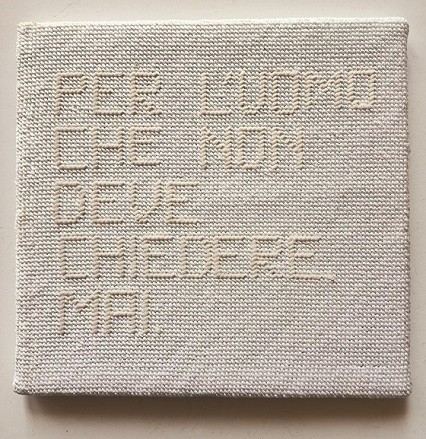 PER L'UOMO
CHE NON
DEVE
CHIEDERE
MAI.